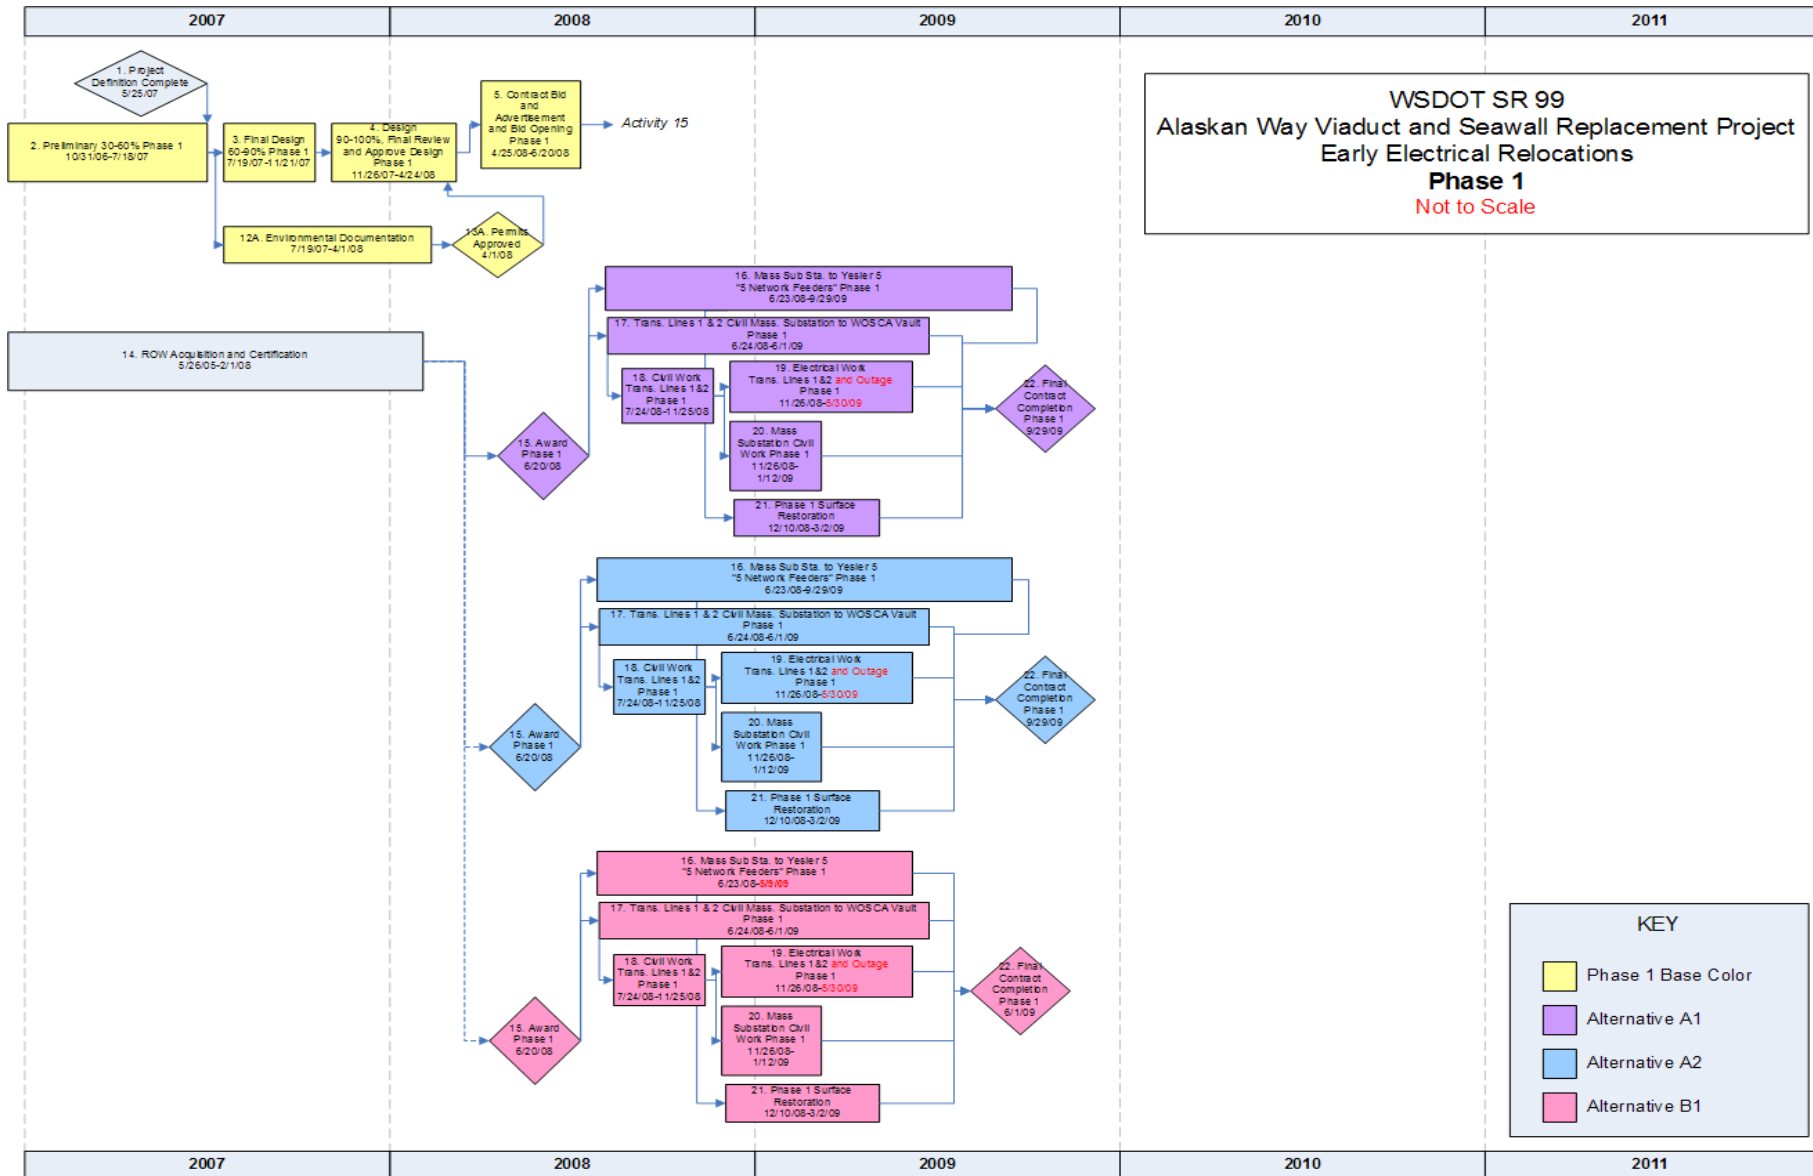 2007 2008 2009 2010 2011
1. Project
Definition Complete
5/25/07
2. Preliminary 30-60% Phase 1
10/31/06-7/18/07
3. Final Design
60-90% Phase 1
7/19/07-11/21/07
4. Design
90-100%, Final Review
and Approve Design
Phase 1
11/26/07-4/24/08
5. Contract Bid
and
Advertisement
and Bid Opening
Phase 1
4/25/08-6/20/08
Activity 15
12A. Environmental Documentation
7/19/07-4/1/08
13A. Permits
Approved
4/1/08
WSDOT SR 99
Alaskan Way Viaduct and Seawall Replacement Project
Early Electrical Relocations
Phase 1
Not to Scale
14. ROW Acquisition and Certification
5/26/05-2/1/08
15. Award
Phase 1
6/20/08
16. Mass Sub Sta. to Yesler 5
"5 Network Feeders" Phase 1
6/23/08-9/29/09
17. Trans. Lines 1 & 2 Civil Mass. Substation to WOSCA Vault
Phase 1
6/24/08-6/1/09
18. Civil Work
Trans. Lines 1&2
Phase 1
7/24/08-11/25/08
19. Electrical Work
Trans. Lines 1&2 and Outage
Phase 1
11/26/08-5/30/09
20. Mass
Substation Civil
Work Phase 1
11/26/08-
1/12/09
21. Phase 1 Surface
Restoration
12/10/08-3/2/09
22. Final
Contract
Completion
Phase 1
9/29/09
15. Award
Phase 1
6/20/08
16. Mass Sub Sta. to Yesler 5
"5 Network Feeders" Phase 1
6/23/08-9/29/09
17. Trans. Lines 1 & 2 Civil Mass. Substation to WOSCA Vault
Phase 1
6/24/08-6/1/09
18. Civil Work
Trans. Lines 1&2
Phase 1
7/24/08-11/25/08
19. Electrical Work
Trans. Lines 1&2 and Outage
Phase 1
11/26/08-5/30/09
20. Mass
Substation Civil
Work Phase 1
11/26/08-
1/12/09
21. Phase 1 Surface
Restoration
12/10/08-3/2/09
22. Final
Contract
Completion
Phase 1
9/29/09
15. Award
Phase 1
6/20/08
16. Mass Sub Sta. to Yesler 5
"5 Network Feeders" Phase 1
6/23/08-5/9/09
17. Trans. Lines 1 & 2 Civil Mass. Substation to WOSCA Vault
Phase 1
6/24/08-6/1/09
18. Civil Work
Trans. Lines 1&2
Phase 1
7/24/08-11/25/08
19. Electrical Work
Trans. Lines 1&2 and Outage
Phase 1
11/26/08-5/30/09
20. Mass
Substation Civil
Work Phase 1
11/26/08-
1/12/09
21. Phase 1 Surface
Restoration
12/10/08-3/2/09
22. Final
Contract
Completion
Phase 1
6/1/09
KEY
Phase 1 Base Color
Alternative A1
Alternative A2
Alternative B1
2007 2008 2009 2010 2011